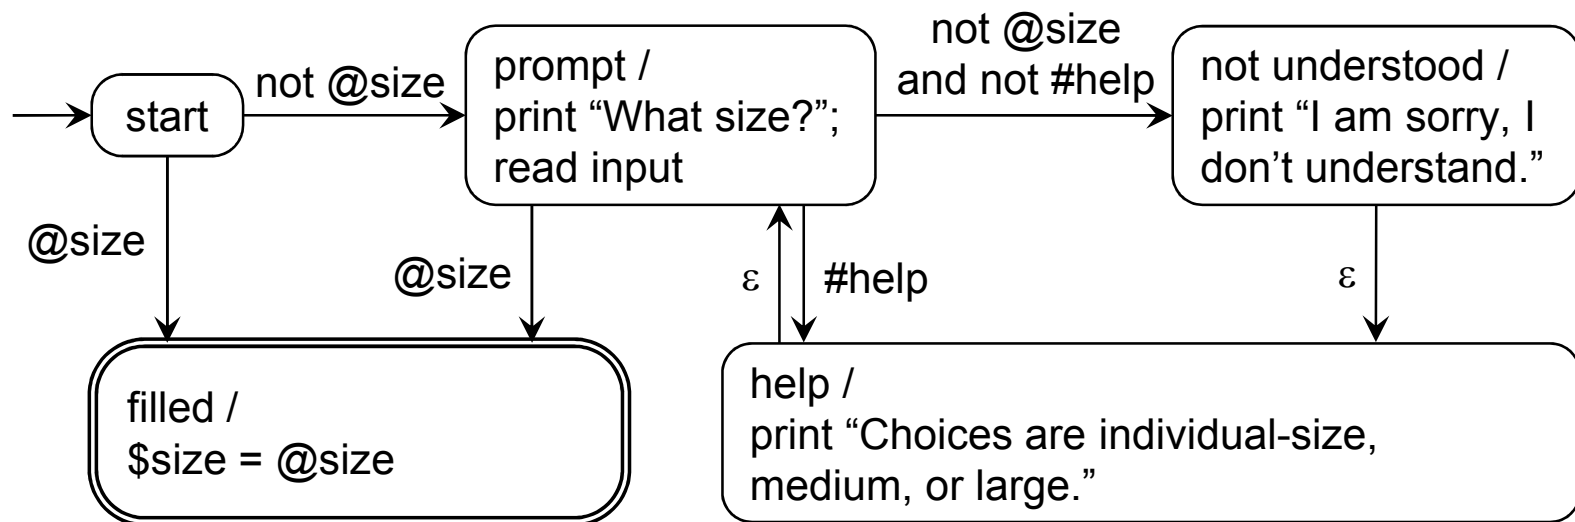 start
not @size
prompt /
print “What size?”;
read input
not @size
and not #help
not understood /
print “I am sorry, I
don’t understand.”
@size
@size
ε
#help
ε
filled /
$size = @size
help /
print “Choices are individual-size,
medium, or large.”